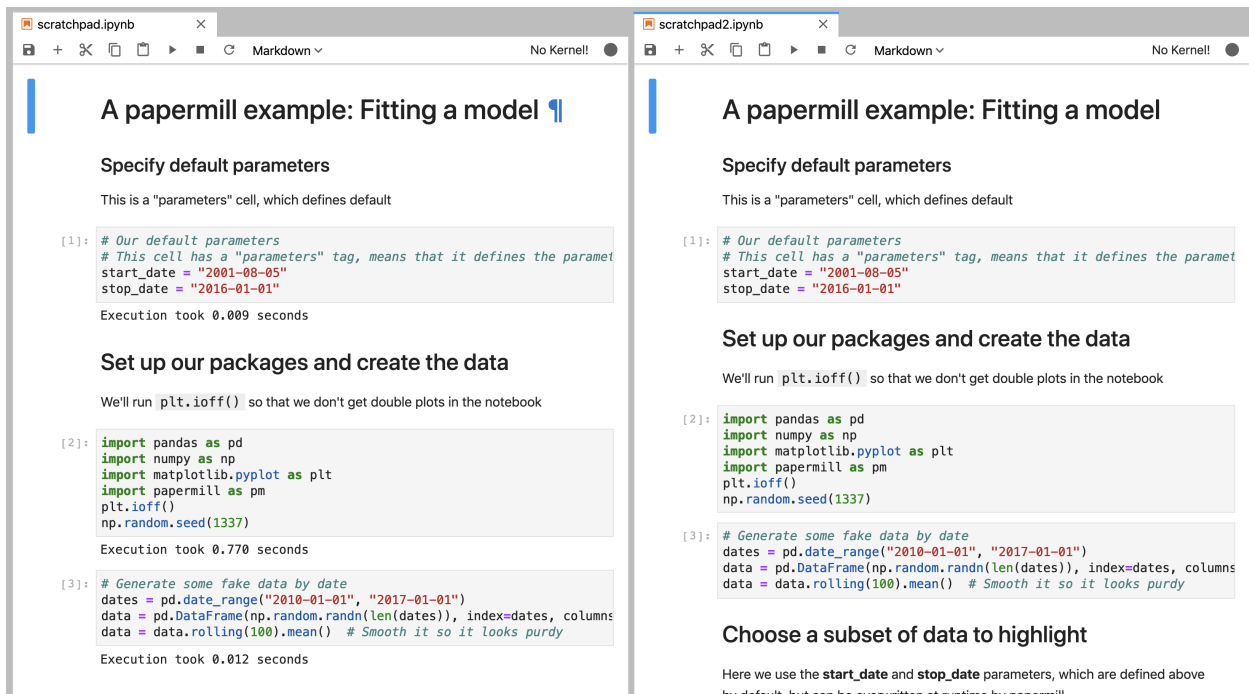 scratchpad.ipynb
Markdown
No Kernel!
A papermill example: Fitting a model ¶
Specify default parameters
This is a "parameters" cell, which defines default
[1]:
# Our default parameters
# This cell has a "parameters" tag, means that it defines the paramet
start_date = "2001-08-05"
stop_date = "2016-01-01"
Execution took 0.009 seconds
Set up our packages and create the data
We'll run plt.ioff() so that we don't get double plots in the notebook
[2]:
import pandas as pd
import numpy as np
import matplotlib.pyplot as plt
import papermill as pm
plt.ioff()
np.random.seed(1337)
Execution took 0.770 seconds
[3]:
# Generate some fake data by date
dates = pd.date_range("2010-01-01", "2017-01-01")
data = pd.DataFrame(np.random.randn(len(dates)), index=dates, columns
data = data.rolling(100).mean()  # Smooth it so it looks purdy
Execution took 0.012 seconds
scratchpad2.ipynb
Markdown
No Kernel!
A papermill example: Fitting a model
Specify default parameters
This is a "parameters" cell, which defines default
[1]:
# Our default parameters
# This cell has a "parameters" tag, means that it defines the paramet
start_date = "2001-08-05"
stop_date = "2016-01-01"
Set up our packages and create the data
We'll run plt.ioff() so that we don't get double plots in the notebook
[2]:
import pandas as pd
import numpy as np
import matplotlib.pyplot as plt
import papermill as pm
plt.ioff()
np.random.seed(1337)
[3]:
# Generate some fake data by date
dates = pd.date_range("2010-01-01", "2017-01-01")
data = pd.DataFrame(np.random.randn(len(dates)), index=dates, columns
data = data.rolling(100).mean()  # Smooth it so it looks purdy
Choose a subset of data to highlight
Here we use the start_date and stop_date parameters, which are defined above
by default, but can be overwritten at runtime by papermill